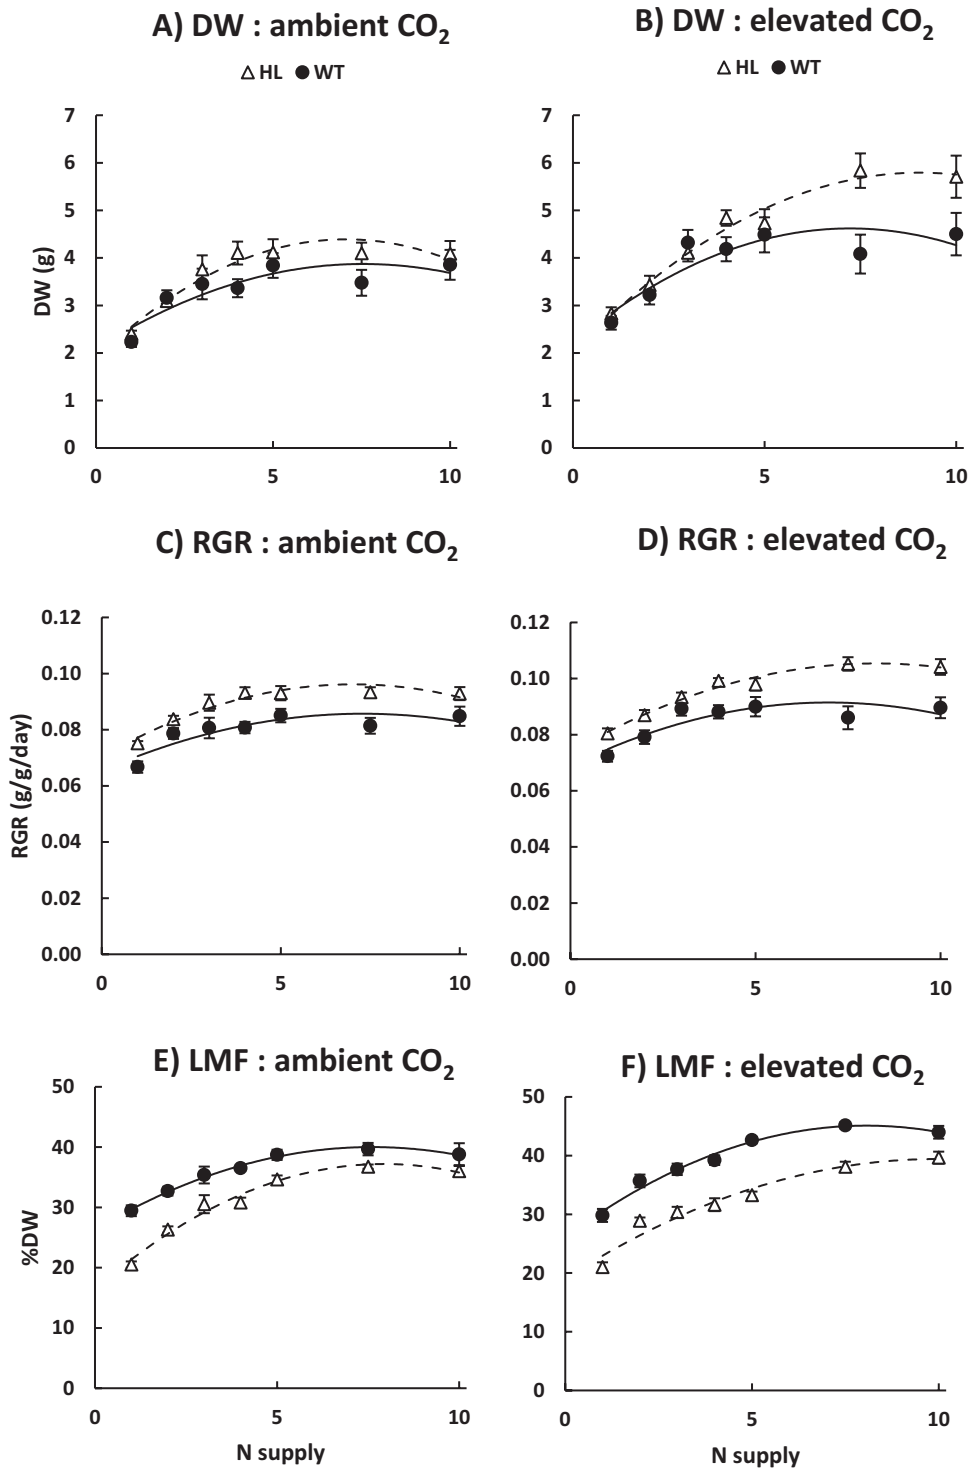 A) DW : ambient CO₂
△ HL ● WT
DW (g)
7
6
5
4
3
2
1
0
0 5 10
B) DW : elevated CO₂
△ HL ● WT
7
6
5
4
3
2
1
0
0 5 10
C) RGR : ambient CO₂
RGR (g/g/day)
0.12
0.10
0.08
0.06
0.04
0.02
0.00
0 5 10
D) RGR : elevated CO₂
0.12
0.10
0.08
0.06
0.04
0.02
0.00
0 5 10
E) LMF : ambient CO₂
%DW
50
40
30
20
10
0
0 5 10
N supply
F) LMF : elevated CO₂
50
40
30
20
10
0
0 5 10
N supply